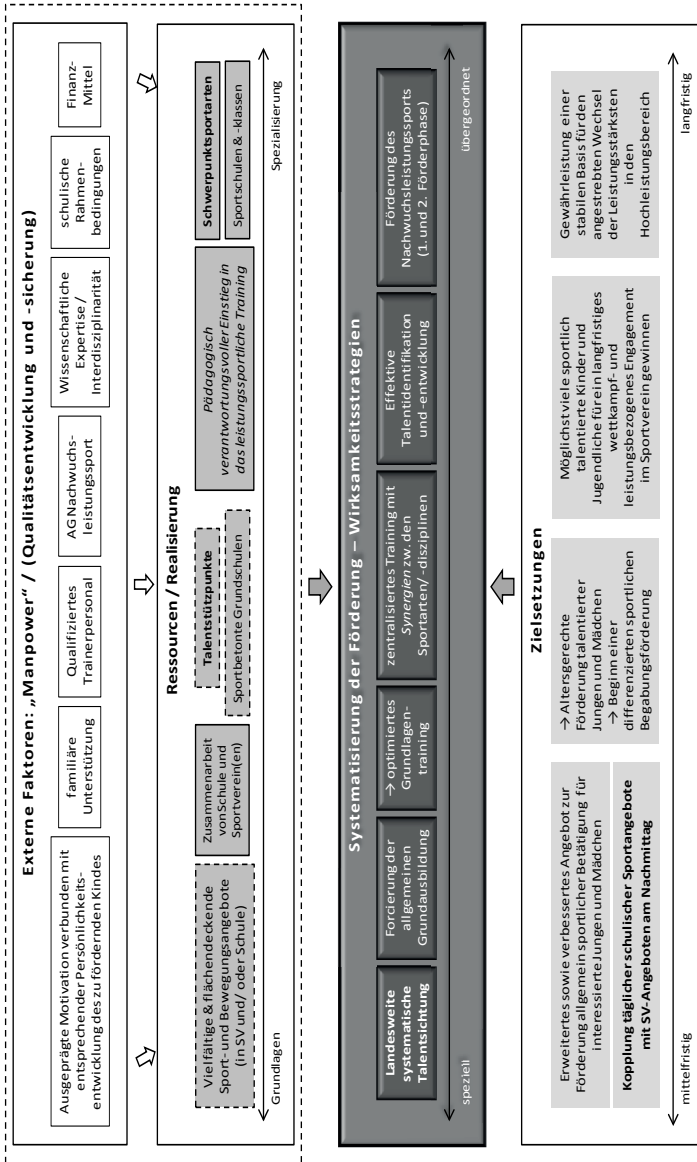 Externe Faktoren: „Manpower“ / (Qualitätsentwicklung und -sicherung)
Ausgeprägte Motivation verbunden mit
entsprechender Persönlichkeits-
entwicklung des zu fördernden Kindes
familiäre
Unterstützung
Qualifiziertes
Trainerpersonal
AG Nachwuchs-
leistungssport
Wissenschaftliche
Expertise /
Interdisziplinarität
schulische
Rahmen-
bedingungen
Finanz-
Mittel
Ressourcen / Realisierung
Vielfältige & flächendeckende
Sport- und Bewegungsangebote
(in SV und/ oder Schule)
Zusammenarbeit
von Schule und
Sportverein(en)
Talentstützpunkte
Sportbetonte Grundschulen
Pädagogisch
verantwortungsvoller Einstieg in
das leistungssportliche Training
Schwerpunktsportarten
Sportschulen & -klassen
Grundlagen
Spezialisierung
Systematisierung der Förderung – Wirksamkeitsstrategien
Landesweite
systematische
Talentsichtung
Forcierung der
allgemeinen
Grundausbildung
→ optimiertes
Grundlagen-
training
zentralisiertes Training mit
Synergien zw. den
Sportarten/ -disziplinen
Effektive
Talentidentifikation
und -entwicklung
Förderung des
Nachwuchsleistungssports
(1. und 2. Förderphase)
speziell
übergeordnet
Zielsetzungen
Erweitertes sowie verbessertes Angebot zur
Förderung allgemein sportlicher Betätigung für
interessierte Jungen und Mädchen
Kopplung täglicher schulischer Sportangebote
mit SV-Angeboten am Nachmittag
→ Altersgerechte
Förderung talentierter
Jungen und Mädchen
→ Beginn einer
differenzierten sportlichen
Begabungsförderung
Möglichst viele sportlich
talentierte Kinder und
Jugendliche für ein langfristiges
wettkampf- und
leistungsbezogenes Engagement
im Sportverein gewinnen
Gewährleistung einer
stabilen Basis für den
angestrebten Wechsel
der Leistungsstärksten
in den
Hochleistungsbereich
mittelfristig
langfristig